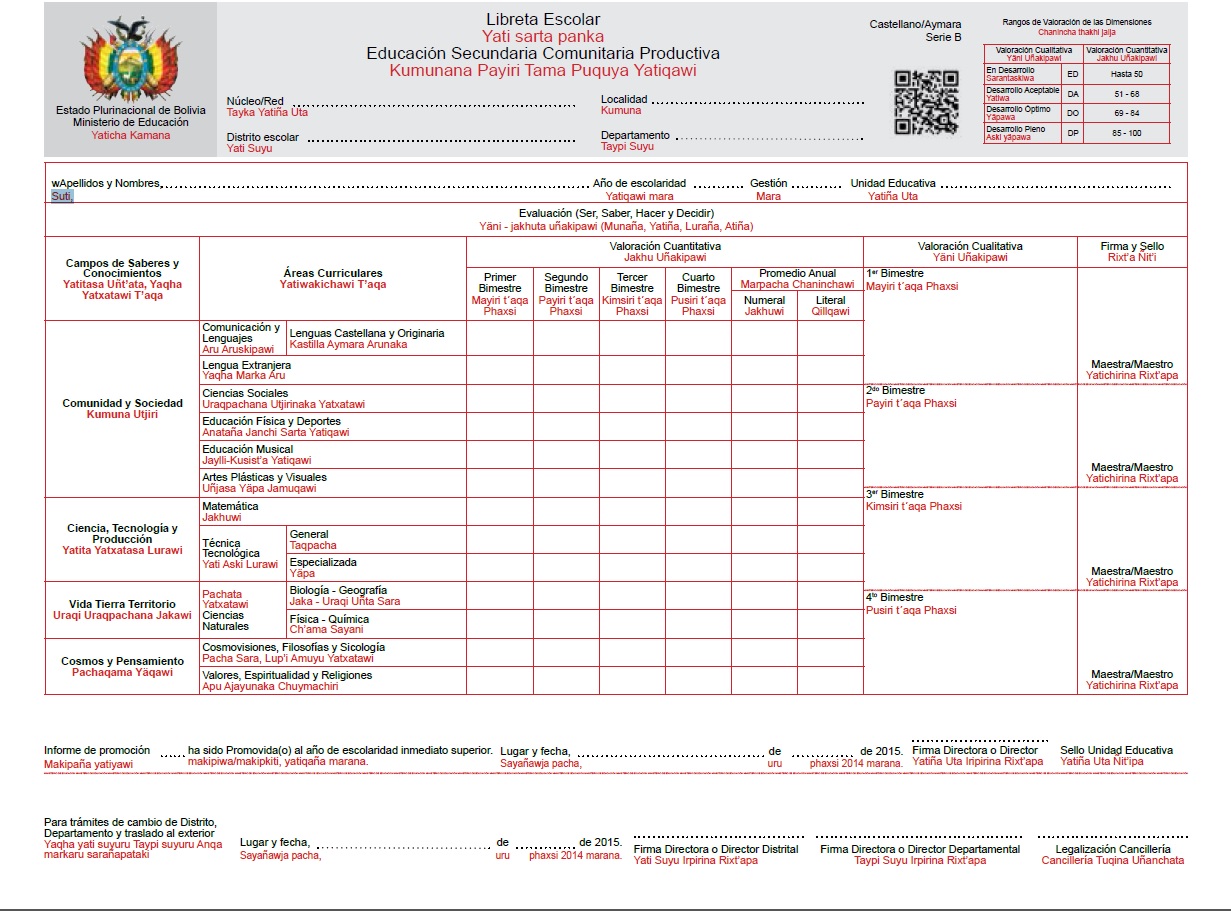 Estado Plurinacional de Bolivia
Ministerio de Educación
Yaticha Kamana
Libreta Escolar
Yati sarta panka
Educación Secundaria Comunitaria Productiva
Kumunana Payiri Tama Puquya Yatiqawi
Núcleo/Red
Tayka Yatiña Uta
Localidad
Kumuna
Distrito escolar
Yati Suyu
Departamento
Taypi Suyu
Castellano/Aymara
Serie B
Rangos de Valoración de las Dimensiones
Chanincha thakhi jalja
Valoración Cualitativa Valoración Cuantitativa
Yäni Uñakipawi Jakhu Uñakipawi
En Desarrollo
Sarantaskiwa
ED Hasta 50
Desarrollo Aceptable
Yatiwa
DA 51 - 68
Desarrollo Óptimo
Yäpawa
DO 69 - 84
Desarrollo Pleno
Aski yäpawa
DP 85 - 100
wApellidos y Nombres Año de escolaridad Gestión Unidad Educativa
Suti, Yatiqawi mara Mara Yatiña Uta
Evaluación (Ser, Saber, Hacer y Decidir)
Yäni - jakhuta uñakipawi (Munaña, Yatiña, Luraña, Atiña)
Campos de Saberes y
Conocimientos
Yatitasa Uñt'ata, Yaqha
Yatxatawi T'aqa
Áreas Curriculares
Yatiwakichawi T'aqa
Valoración Cuantitativa
Jakhu Uñakipawi
Primer
Bimestre
Mayiri t´aqa
Phaxsi
Segundo
Bimestre
Payiri t´aqa
Phaxsi
Tercer
Bimestre
Kimsiri t´aqa
Phaxsi
Cuarto
Bimestre
Pusiri t´aqa
Phaxsi
Promedio Anual
Marpacha Chaninchawi
Numeral
Jakhuwi
Literal
Qillqawi
Valoración Cualitativa
Yäni Uñakipawi
Firma y Sello
Rixt'a Ñit'i
Comunidad y Sociedad
Kumuna Utjiri
Comunicación y
Lenguajes
Aru Aruskipawi
Lenguas Castellana y Originaria
Kastilla Aymara Arunaka
Lengua Extranjera
Yaqha Marka Aru
Ciencias Sociales
Uraqpachana Utjirinaka Yatxatawi
Educación Física y Deportes
Anataña Janchi Sarta Yatiqawi
Educación Musical
Jaylli-Kusist'a Yatiqawi
Artes Plásticas y Visuales
Uñjasa Yäpa Jamuqawi
Ciencia, Tecnología y
Producción
Yatita Yatxatasa Lurawi
Matemática
Jakhuwi
Técnica
Tecnológica
Yati Aski Lurawi
General
Taqpacha
Especializada
Yäpa
Vida Tierra Territorio
Uraqi Uraqpachana Jakawi
Pachata
Yatxatawi
Ciencias
Naturales
Biología - Geografía
Jaka - Uraqi Uñta Sara
Física - Química
Ch'ama Sayani
Cosmos y Pensamiento
Pachaqama Yäqawi
Cosmovisiones, Filosofías y Sicología
Pacha Sara, Lup'i Amuyu Yatxatawi
Valores, Espiritualidad y Religiones
Apu Ajayunaka Chuymachiri
1er Bimestre
Mayiri t´aqa Phaxsi
Maestra/Maestro
Yatichirina Rixt'apa
2do Bimestre
Payiri t´aqa Phaxsi
Maestra/Maestro
Yatichirina Rixt'apa
3er Bimestre
Kimsiri t´aqa Phaxsi
Maestra/Maestro
Yatichirina Rixt'apa
4to Bimestre
Pusiri t´aqa Phaxsi
Maestra/Maestro
Yatichirina Rixt'apa
Informe de promoción ha sido Promovida(o) al año de escolaridad inmediato superior. Lugar y fecha, de de 2015. Firma Directora o Director Sello Unidad Educativa
Makipaña yatiyawi makipiwa/makipkiti, yatiqaña marana. Sayañawja pacha, uru phaxsi 2014 marana. Yatiña Uta Iripirina Rixt'apa Yatiña Uta Nit'ipa
Para trámites de cambio de Distrito,
Departamento y traslado al exterior
Yaqha yati suyuru Taypi suyuru Anqa
markaru sarañapataki
Lugar y fecha, de de 2015.
Sayañawja pacha, uru phaxsi 2014 marana.
Firma Directora o Director Distrital
Yati Suyu Irpirina Rixt'apa
Firma Directora o Director Departamental
Taypi Suyu Irpirina Rixt'apa
Legalización Cancillería
Cancillería Tuqina Uñanchata